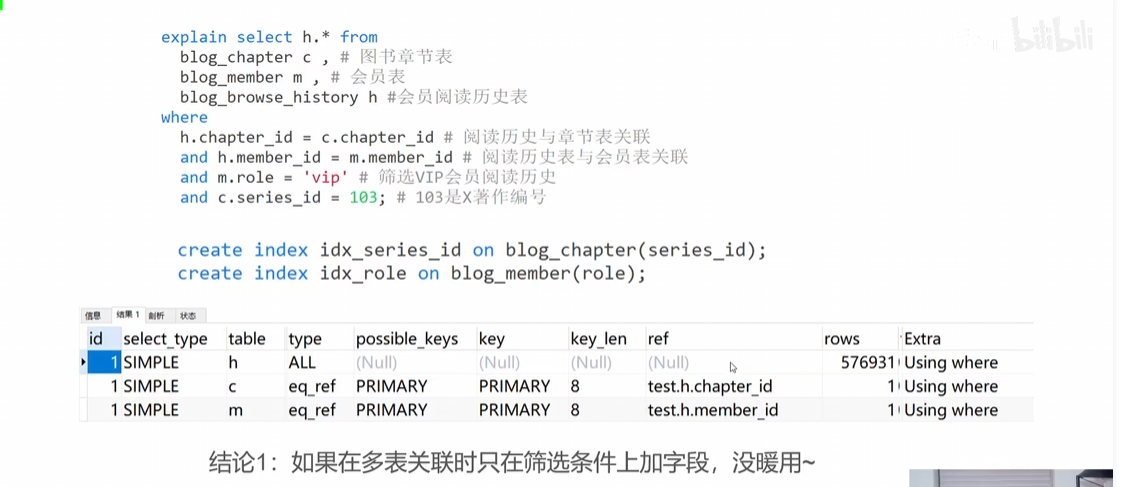 bilibili
explain select h.* from
blog_chapter c , # 图书章节表
blog_member m , # 会员表
blog_browse_history h #会员阅读历史表
where
h.chapter_id = c.chapter_id # 阅读历史与章节表关联
and h.member_id = m.member_id # 阅读历史表与会员表关联
and m.role = 'vip' # 筛选VIP会员阅读历史
and c.series_id = 103; # 103是X著作编号
create index idx_series_id on blog_chapter(series_id);
create index idx_role on blog_member(role);
信息 结果 1 剖析 状态
id select_type table type possible_keys key key_len ref rows Extra
1 SIMPLE h ALL (Null) (Null) (Null) (Null) 576931 Using where
1 SIMPLE c eq_ref PRIMARY PRIMARY 8 test.h.chapter_id 1 Using where
1 SIMPLE m eq_ref PRIMARY PRIMARY 8 test.h.member_id 1 Using where
结论1：如果在多表关联时只在筛选条件上加字段，没暖用~